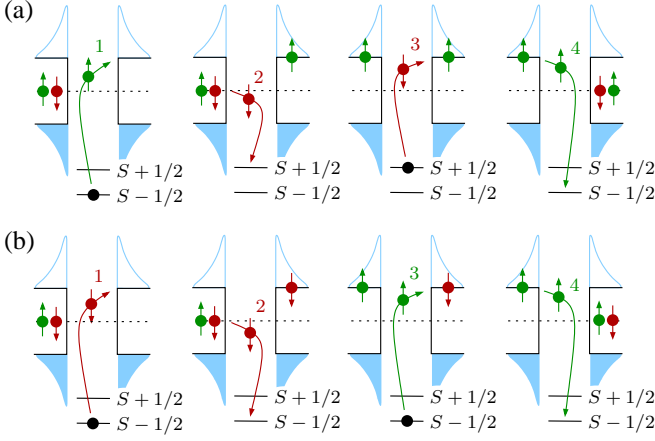 (a)
1
2
3
4
S + 1/2
S − 1/2
S + 1/2
S − 1/2
S + 1/2
S − 1/2
S + 1/2
S − 1/2
(b)
1
2
3
4
S + 1/2
S − 1/2
S + 1/2
S − 1/2
S + 1/2
S − 1/2
S + 1/2
S − 1/2